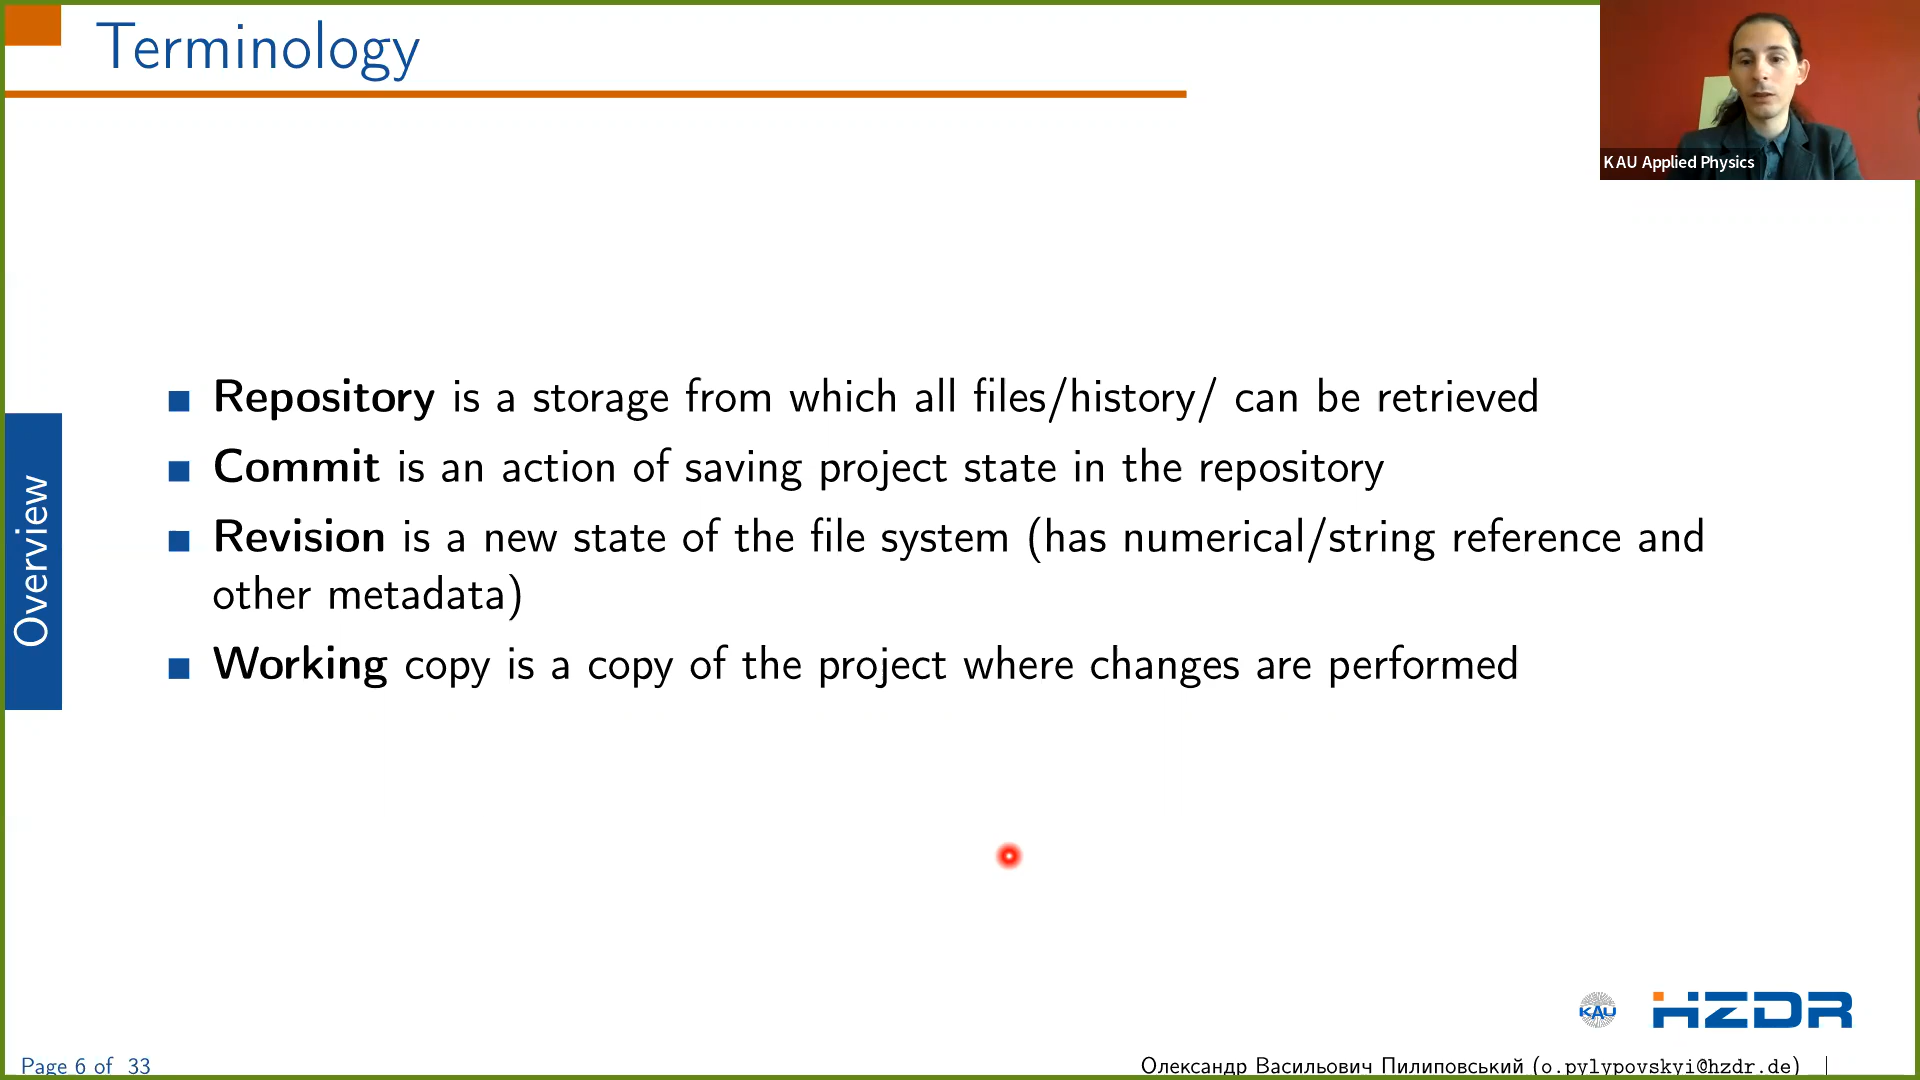 Terminology
KAU Applied Physics
Repository is a storage from which all files/history/ can be retrieved
Commit is an action of saving project state in the repository
Revision is a new state of the file system (has numerical/string reference and
other metadata)
Working copy is a copy of the project where changes are performed
Overview
KAU
HZDR
Page 6 of 33
Олександр Васильович Пилиповський (o.pylypovskyi@hzdr.de) |